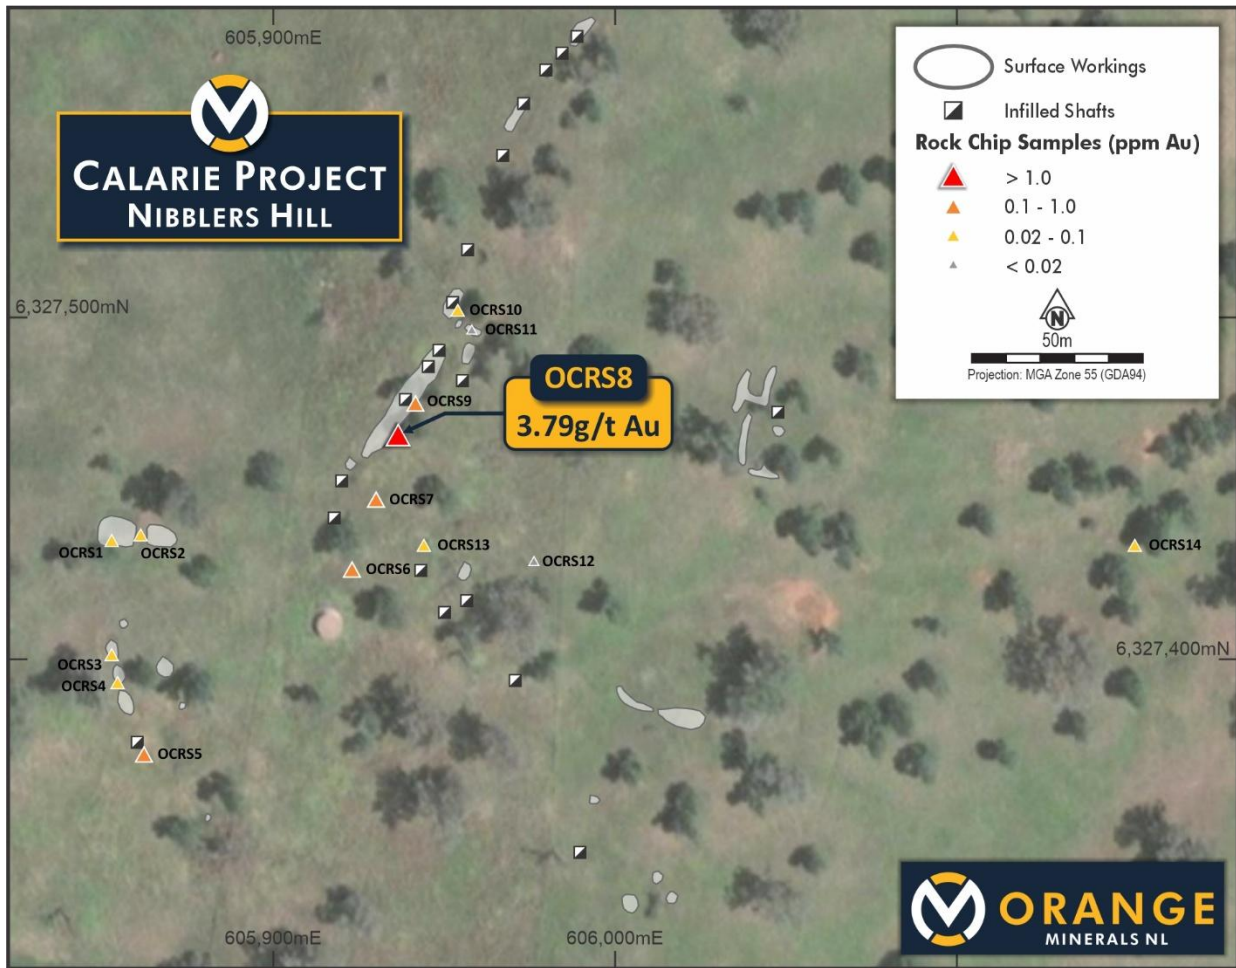 605,900mE
CALARIE PROJECT
NIBBLERS HILL
Surface Workings
Infilled Shafts
Rock Chip Samples (ppm Au)
> 1.0
0.1 - 1.0
0.02 - 0.1
< 0.02
N
50m
Projection: MGA Zone 55 (GDA94)
6,327,500mN
OCRS10
OCRS11
OCRS8
3.79g/t Au
OCRS9
OCRS7
OCRS1
OCRS2
OCRS13
OCRS12
OCRS14
OCRS6
6,327,400mN
OCRS3
OCRS4
OCRS5
605,900mE
606,000mE
ORANGE
MINERALS NL